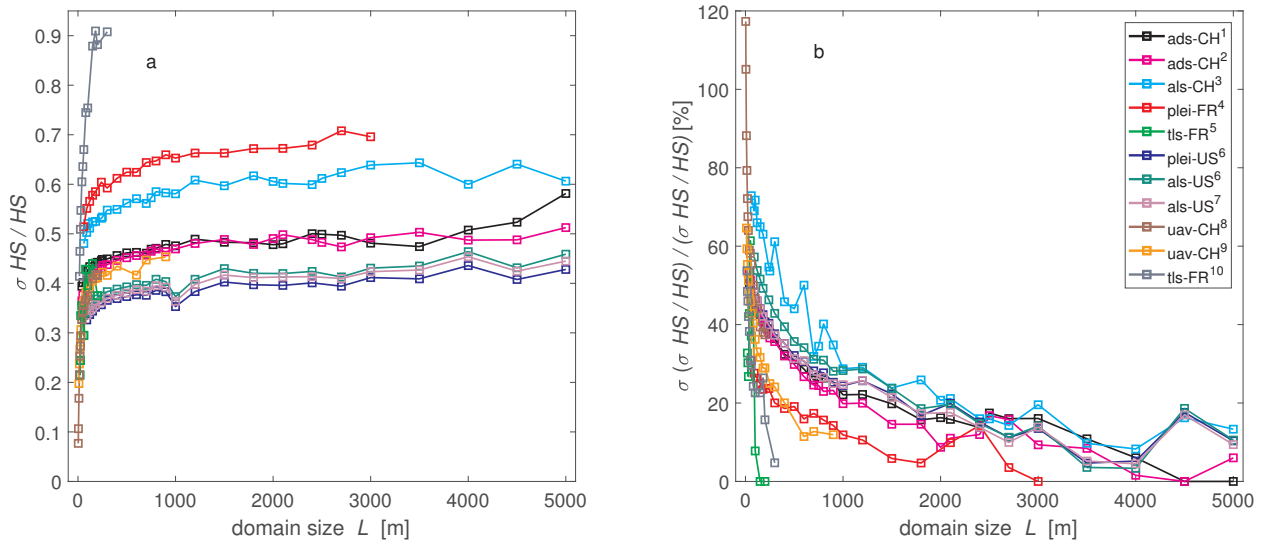 a
σ HS / HS
0.9
0.8
0.7
0.6
0.5
0.4
0.3
0.2
0.1
0
0 1000 2000 3000 4000 5000
domain size L [m]
b
σ (σ HS / HS) / (σ HS / HS) [%]
120
100
80
60
40
20
0
0 1000 2000 3000 4000 5000
domain size L [m]
ads-CH¹
ads-CH²
als-CH³
plei-FR⁴
tls-FR⁵
plei-US⁶
als-US⁶
als-US⁷
uav-CH⁸
uav-CH⁹
tls-FR¹⁰